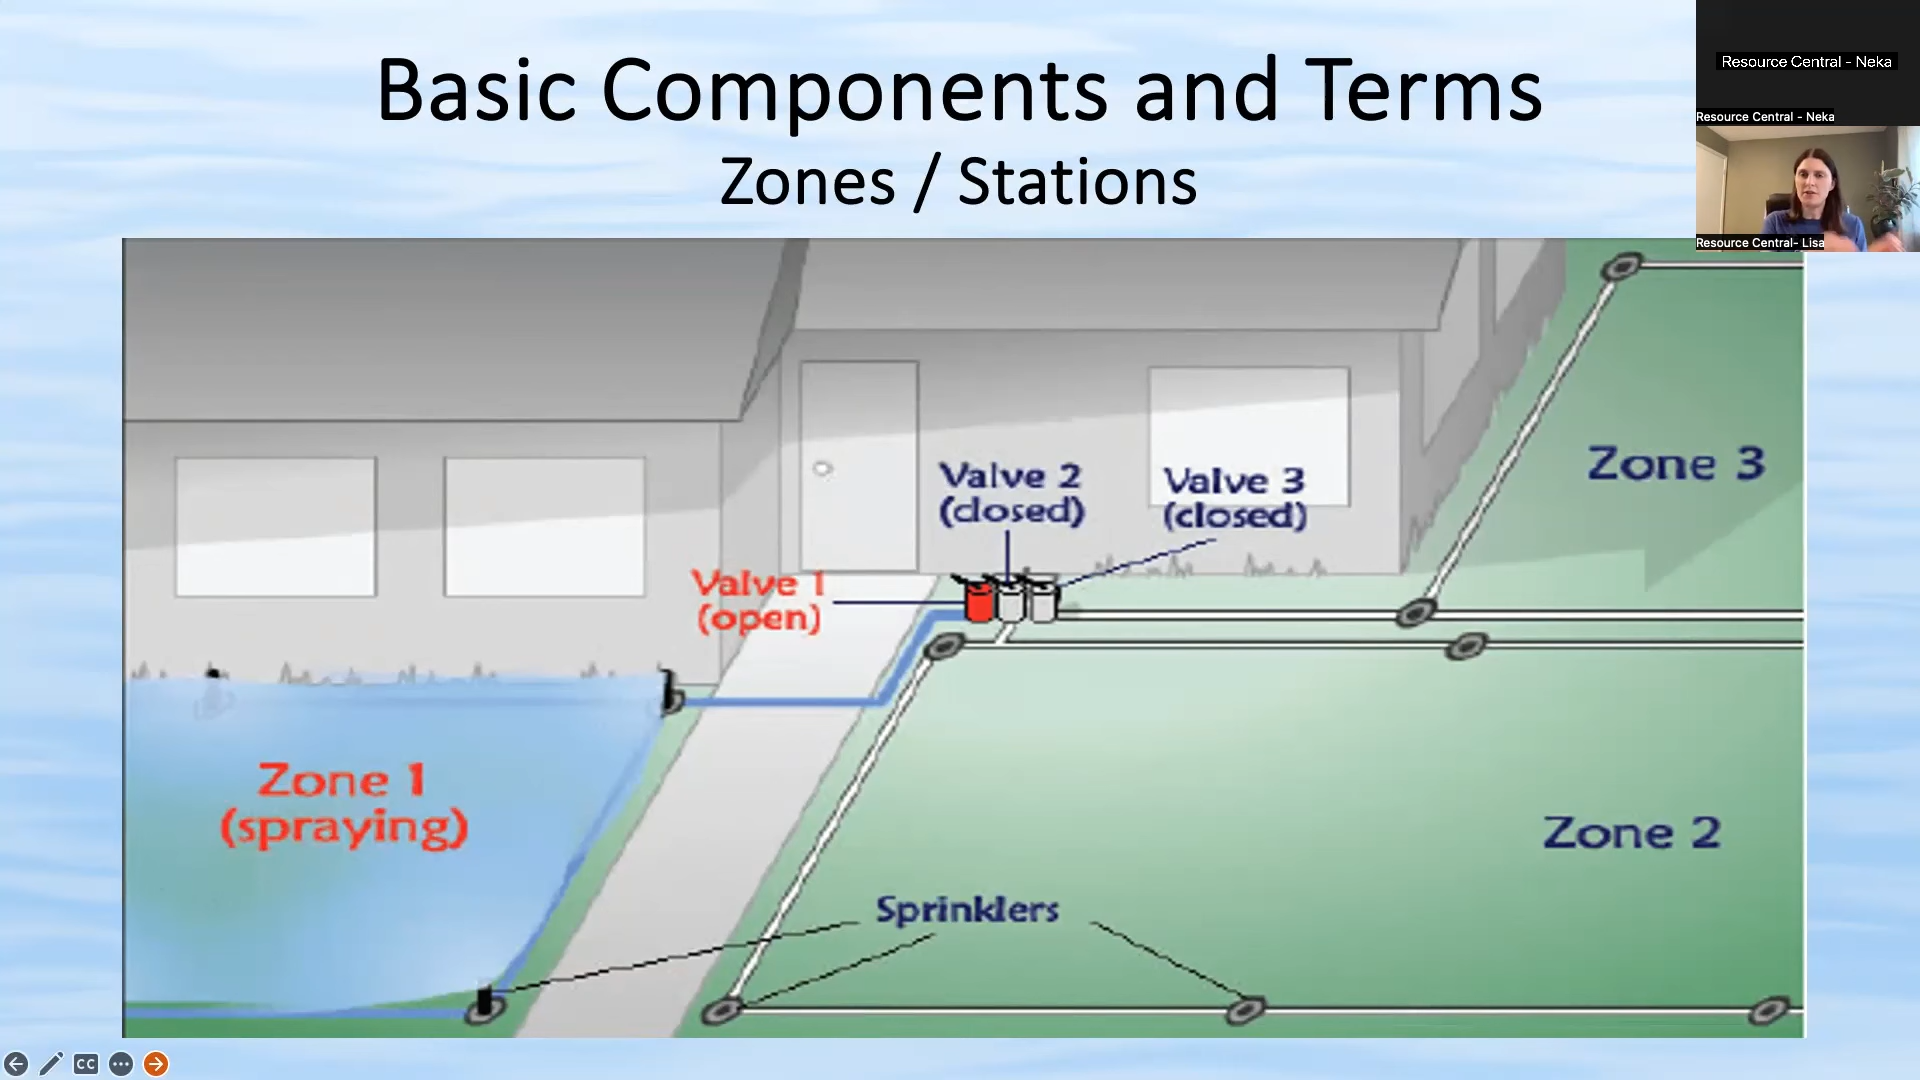 Basic Components and Terms
Zones / Stations
Resource Central - Neka
Resource Central - Neka
Resource Central- Lisa
Valve 2
(closed)
Valve 3
(closed)
Zone 3
Valve 1
(open)
Zone 1
(spraying)
Zone 2
Sprinklers
CC